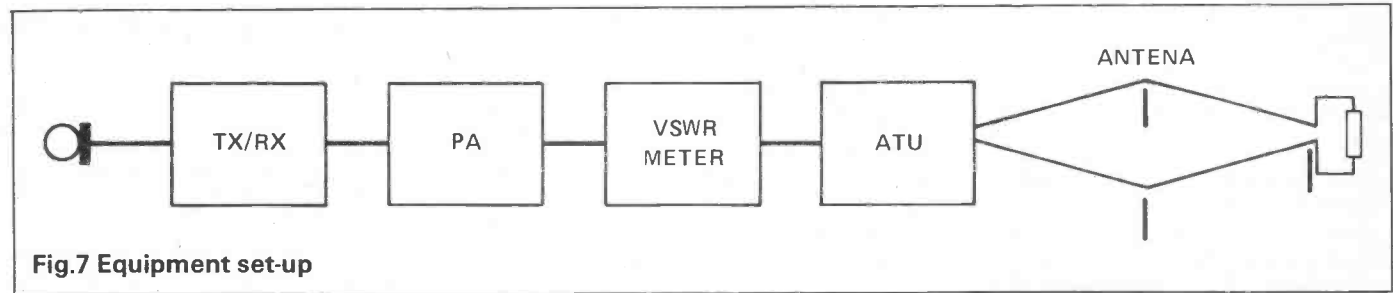 ANTENA
TX/RX
PA
VSWR
METER
ATU
Fig.7 Equipment set-up